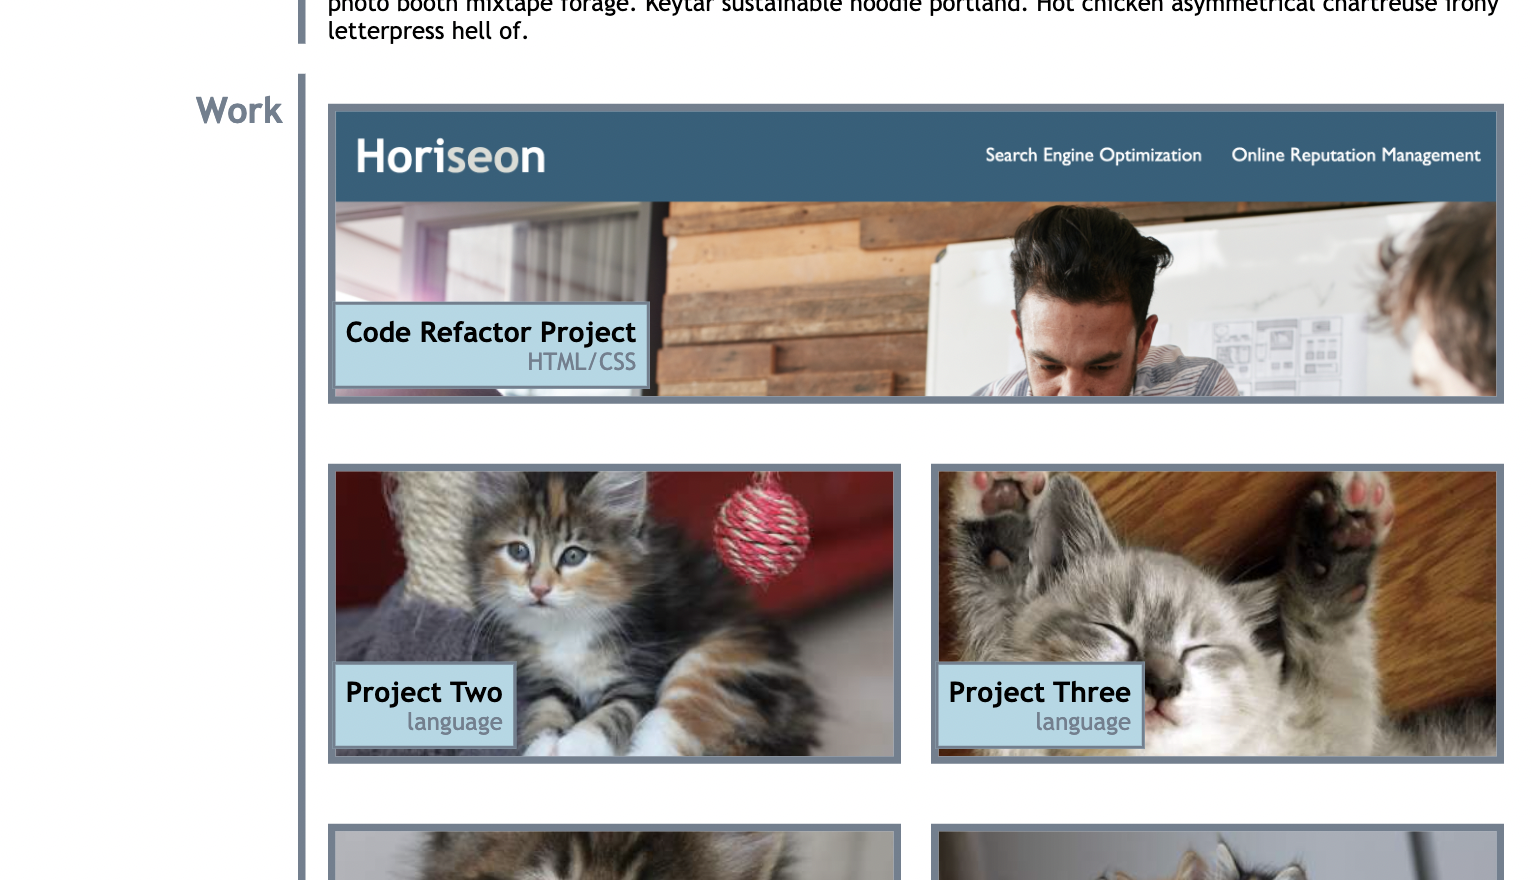 photo booth mixtape forage. Keytar sustainable hoodie portland. Hot chicken asymmetrical chartreuse irony
letterpress hell of.
Work
Horiseon
Search Engine Optimization
Online Reputation Management
Code Refactor Project
HTML/CSS
Project Two
language
Project Three
language